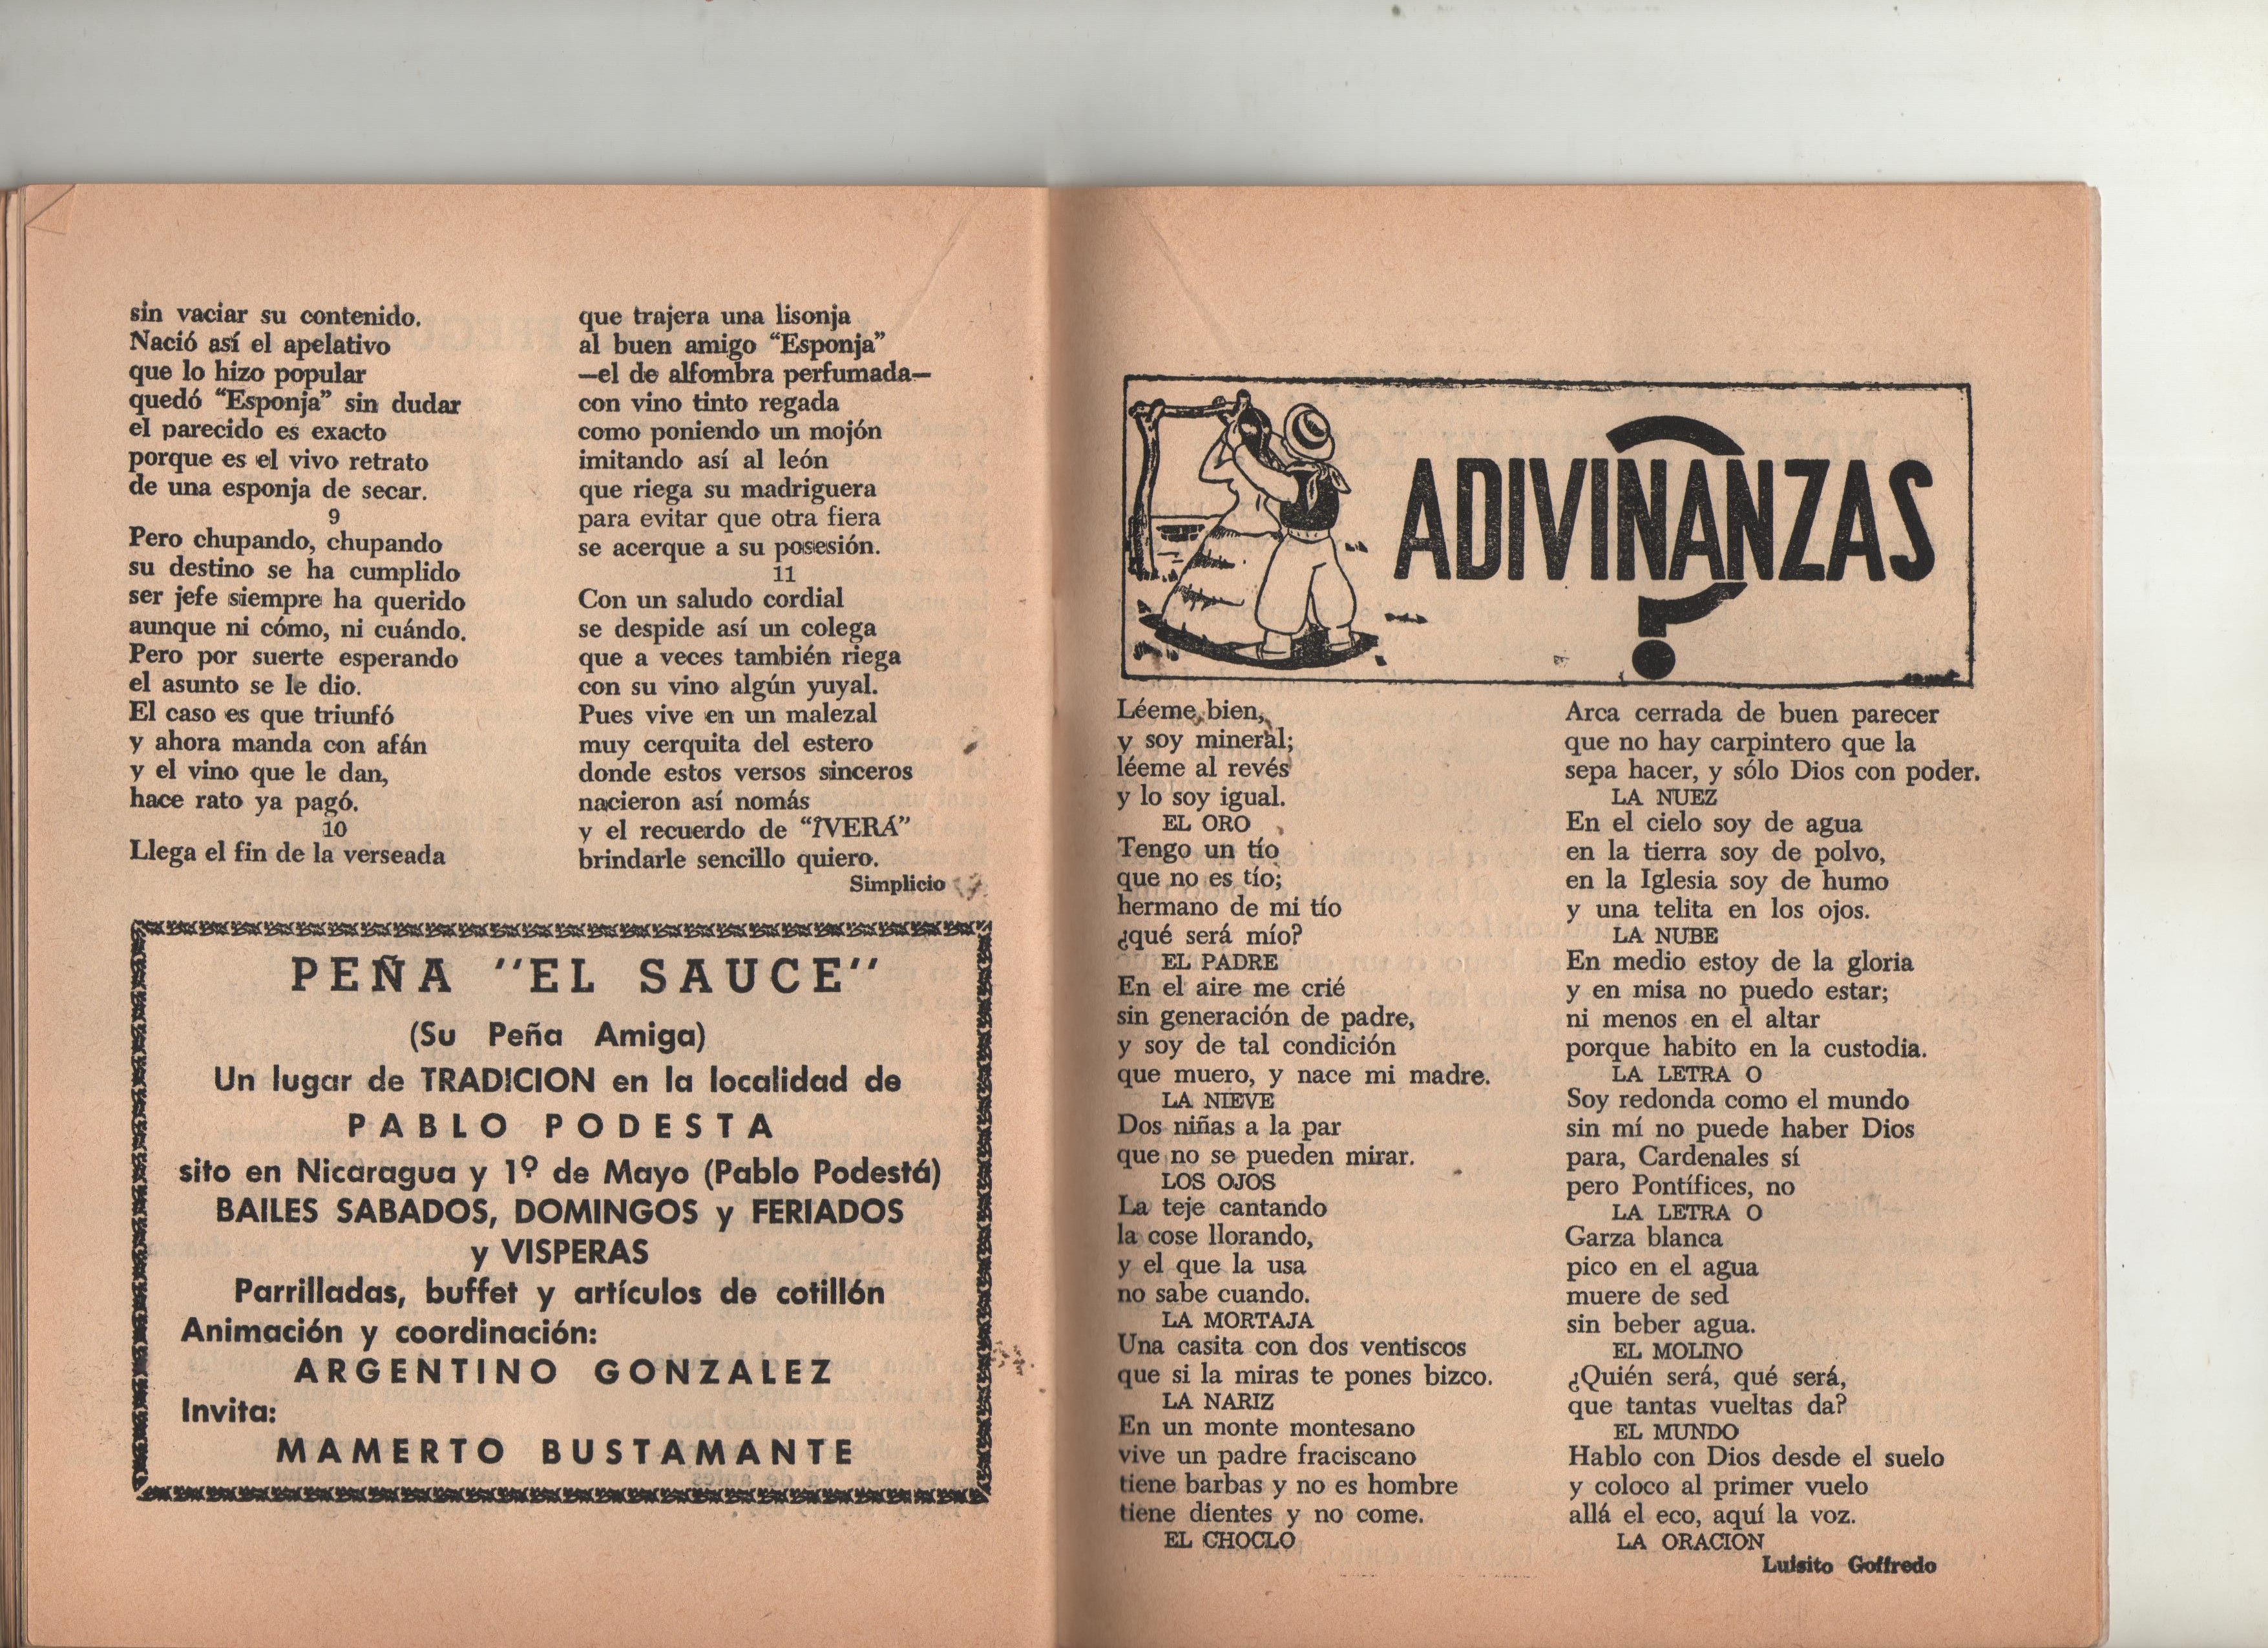 sin vaciar su contenido.
Nació así el apelativo
que lo hizo popular
quedó “Esponja” sin dudar
el parecido es exacto
porque es el vivo retrato
de una esponja de secar.
9
Pero chupando, chupando
su destino se ha cumplido
ser jefe siempre ha querido
aunque ni cómo, ni cuándo.
Pero por suerte esperando
el asunto se le dio.
El caso es que triunfó
y ahora manda con afán
y el vino que le dan,
hace rato ya pagó.
10
Llega el fin de la verseada
que trajera una lisonja
al buen amigo “Esponja”
—el de alfombra perfumada—
con vino tinto regada
como poniendo un mojón
imitando así al león
que riega su madriguera
para evitar que otra fiera
se acerque a su posesión.
11
Con un saludo cordial
se despide así un colega
que a veces también riega
con su vino algún yuyal.
Pues vive en un malezal
muy cerquita del estero
donde estos versos sinceros
nacieron así nomás
y el recuerdo de “ÎVERÁ”
brindarle sencillo quiero.
Simplicio
PEÑA "EL SAUCE"
(Su Peña Amiga)
Un lugar de TRADICION en la localidad de
PABLO PODESTA
sito en Nicaragua y 1º de Mayo (Pablo Podestá)
BAILES SABADOS, DOMINGOS y FERIADOS
y VISPERAS
Parrilladas, buffet y artículos de cotillón
Animación y coordinación:
ARGENTINO GONZALEZ
Invita:
MAMERTO BUSTAMANTE
ADIVINANZAS
?
Léeme bien,
y soy mineral;
léeme al revés
y lo soy igual.
EL ORO
Tengo un tío
que no es tío;
hermano de mi tío
¿qué será mío?
EL PADRE
En el aire me crié
sin generación de padre,
y soy de tal condición
que muero, y nace mi madre.
LA NIEVE
Dos niñas a la par
que no se pueden mirar.
LOS OJOS
La teje cantando
la cose llorando,
y el que la usa
no sabe cuando.
LA MORTAJA
Una casita con dos ventiscos
que si la miras te pones bizco.
LA NARIZ
En un monte montesano
vive un padre fraciscano
tiene barbas y no es hombre
tiene dientes y no come.
EL CHOCLO
Arca cerrada de buen parecer
que no hay carpintero que la
sepa hacer, y sólo Dios con poder.
LA NUEZ
En el cielo soy de agua
en la tierra soy de polvo,
en la Iglesia soy de humo
y una telita en los ojos.
LA NUBE
En medio estoy de la gloria
y en misa no puedo estar;
ni menos en el altar
porque habito en la custodia.
LA LETRA O
Soy redonda como el mundo
sin mí no puede haber Dios
para, Cardenales sí
pero Pontífices, no
LA LETRA O
Garza blanca
pico en el agua
muere de sed
sin beber agua.
EL MOLINO
¿Quién será, qué será,
que tantas vueltas da?
EL MUNDO
Hablo con Dios desde el suelo
y coloco al primer vuelo
allá el eco, aquí la voz.
LA ORACION
Luisito Goffredo